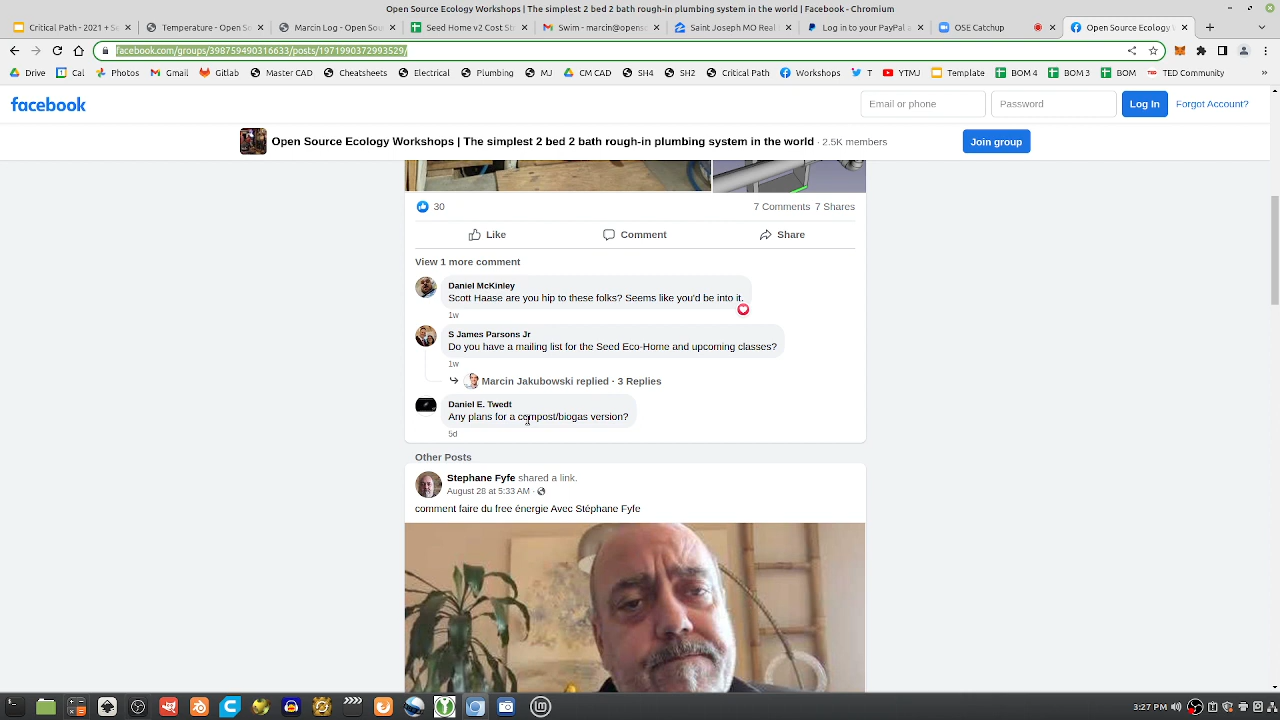 Open Source Ecology Workshops | The simplest 2 bed 2 bath rough-in plumbing system in the world | Facebook - Chromium
Critical Path - 2021 +
Temperature - Open S
Marcin Log - Open So
Seed Home v2 Cost St
Swim - marcin@opens
Saint Joseph MO Real
Log in to your PayPal a
OSE Catchup
Open Source Ecology
facebook.com/groups/398759490316633/posts/1971990372993529/
Drive Cal Photos Gmail Gitlab Master CAD Cheatsheets Electrical Plumbing MJ CM CAD SH4 SH2 Critical Path Workshops T YTMJ Template BOM 4 BOM 3 BOM TED TED Community »
facebook
Email or phone Password Log In Forgot Account?
Open Source Ecology Workshops | The simplest 2 bed 2 bath rough-in plumbing system in the world · 2.5K members
Join group
30 7 Comments 7 Shares
Like Comment Share
View 1 more comment
Daniel McKinley
Scott Haase are you hip to these folks? Seems like you'd be into it.
1w
S James Parsons Jr
Do you have a mailing list for the Seed Eco-Home and upcoming classes?
1w
Marcin Jakubowski replied · 3 Replies
Daniel E. Twedt
Any plans for a compost/biogas version?
5d
Other Posts
Stephane Fyfe shared a link.
August 28 at 5:33 AM ·
comment faire du free énergie Avec Stéphane Fyfe
3:27 PM